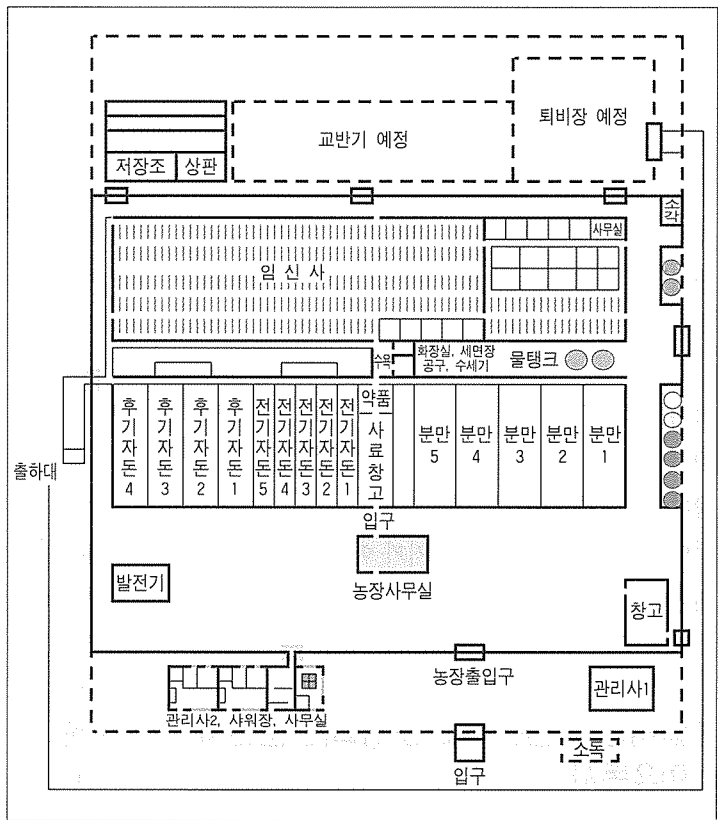 퇴비장 예정
교반기 예정
저장조
상판
소각
사무실
임신사
수욕
화장실, 세면장
공구, 수세기
물탱크
후기자돈4
후기자돈3
후기자돈2
후기자돈1
전기자돈5
전기자돈4
전기자돈3
전기자돈2
전기자돈1
약품
사료창고
분만5
분만4
분만3
분만2
분만1
출하대
입구
발전기
농장사무실
창고
농장출입구
관리사1
관리사2, 샤워장, 사무실
입구
소독